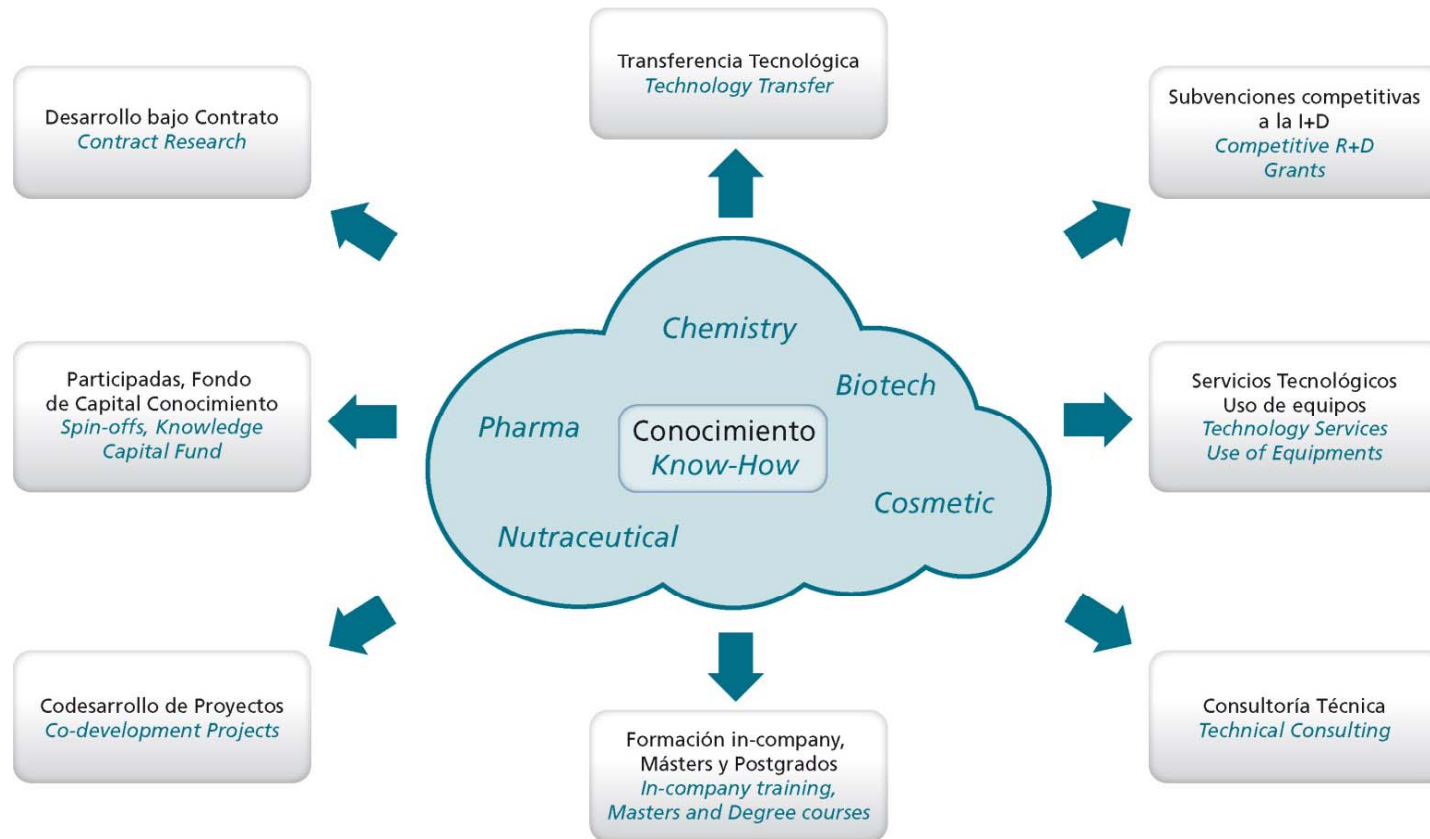 Transferencia Tecnológica
Technology Transfer
Desarrollo bajo Contrato
Contract Research
Subvenciones competitivas
a la I+D
Competitive R+D
Grants
Chemistry
Biotech
Pharma
Conocimiento
Know-How
Cosmetic
Nutraceutical
Participadas, Fondo
de Capital Conocimiento
Spin-offs, Knowledge
Capital Fund
Servicios Tecnológicos
Uso de equipos
Technology Services
Use of Equipments
Codesarrollo de Proyectos
Co-development Projects
Formación in-company,
Másters y Postgrados
In-company training,
Masters and Degree courses
Consultoría Técnica
Technical Consulting